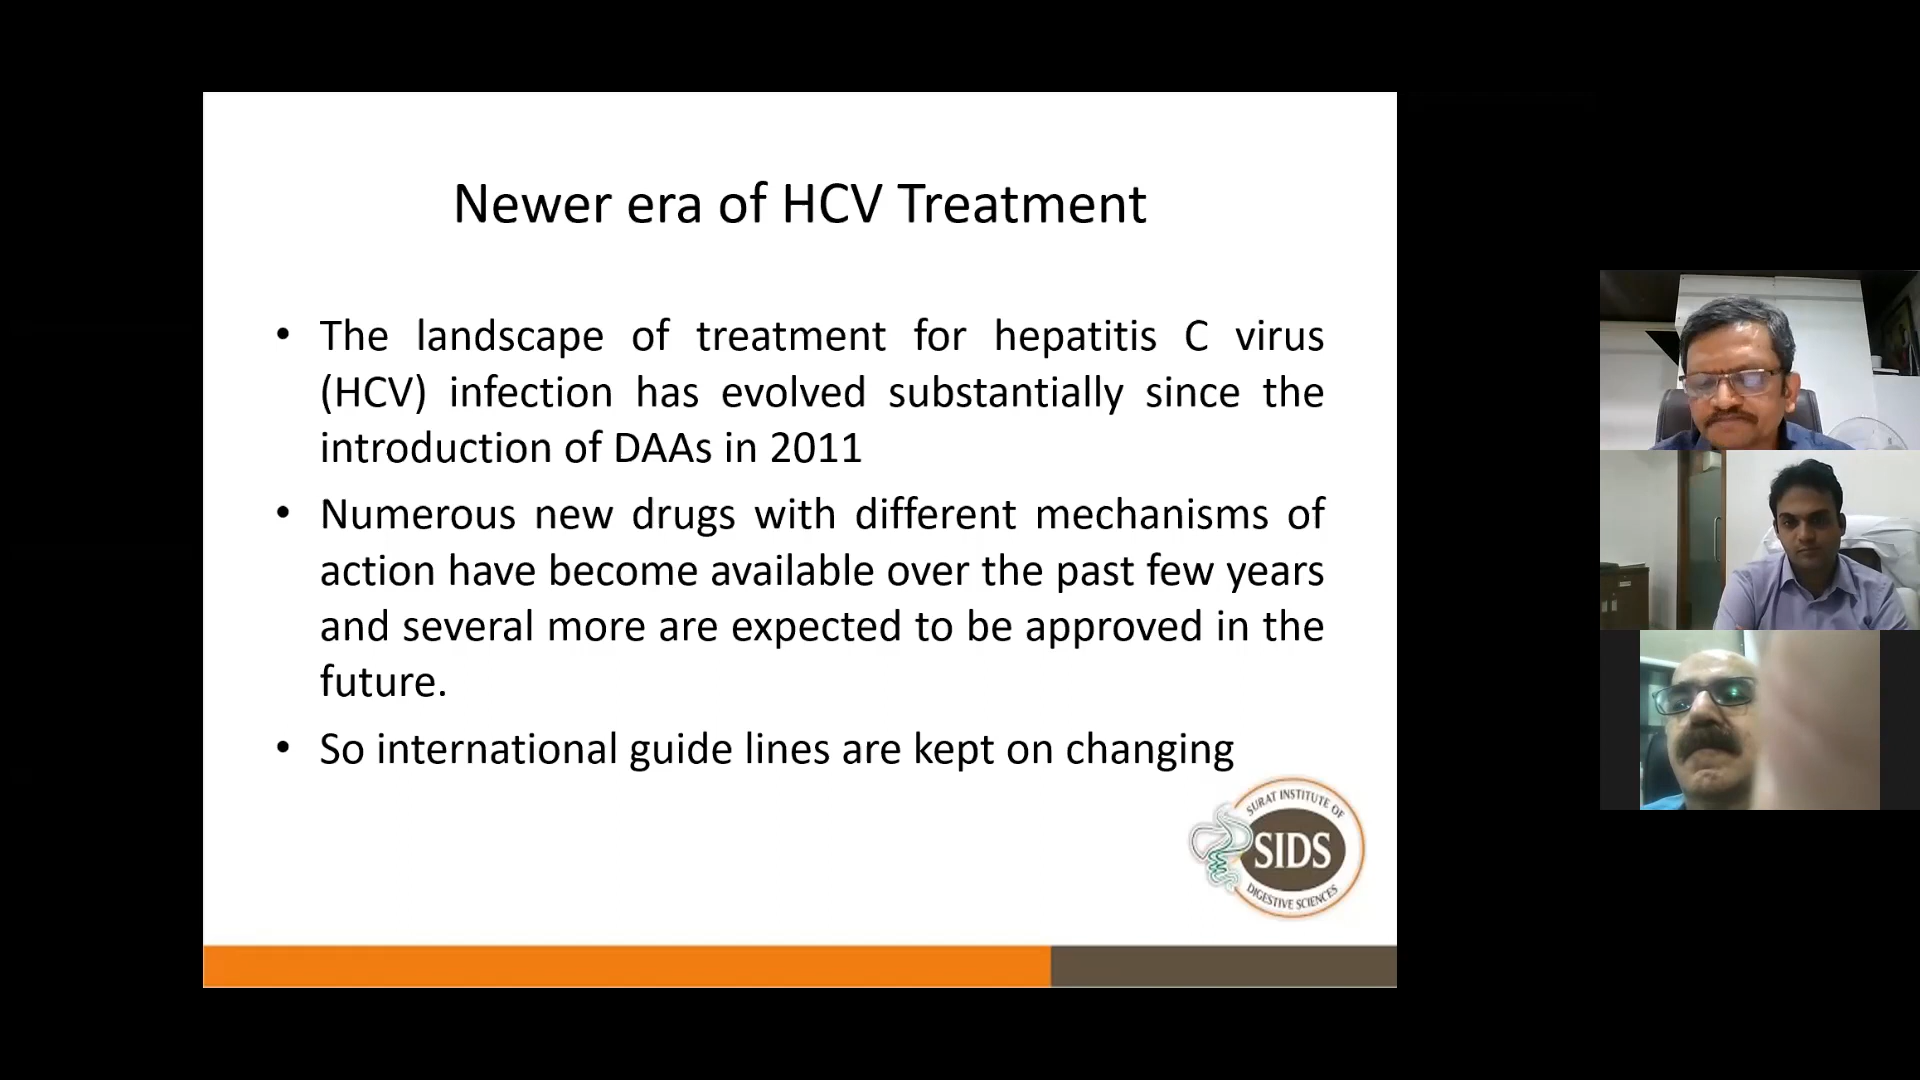 Newer era of HCV Treatment
• The landscape of treatment for hepatitis C virus
(HCV) infection has evolved substantially since the
introduction of DAAs in 2011
• Numerous new drugs with different mechanisms of
action have become available over the past few years
and several more are expected to be approved in the
future.
• So international guide lines are kept on changing
SURAT INSTITUTE OF
SIDS
DIGESTIVE SCIENCES